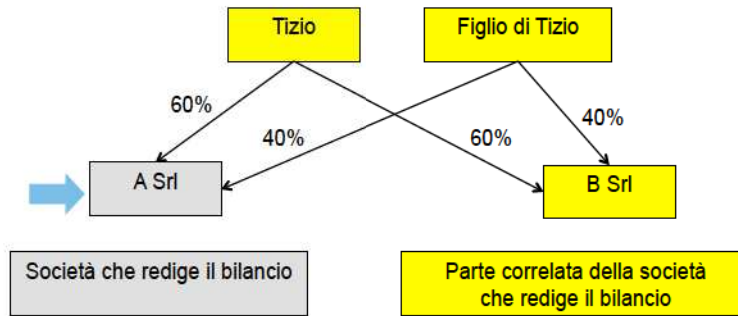 Tizio
Figlio di Tizio
60%
40%
60%
40%
A Srl
B Srl
Società che redige il bilancio
Parte correlata della società
che redige il bilancio